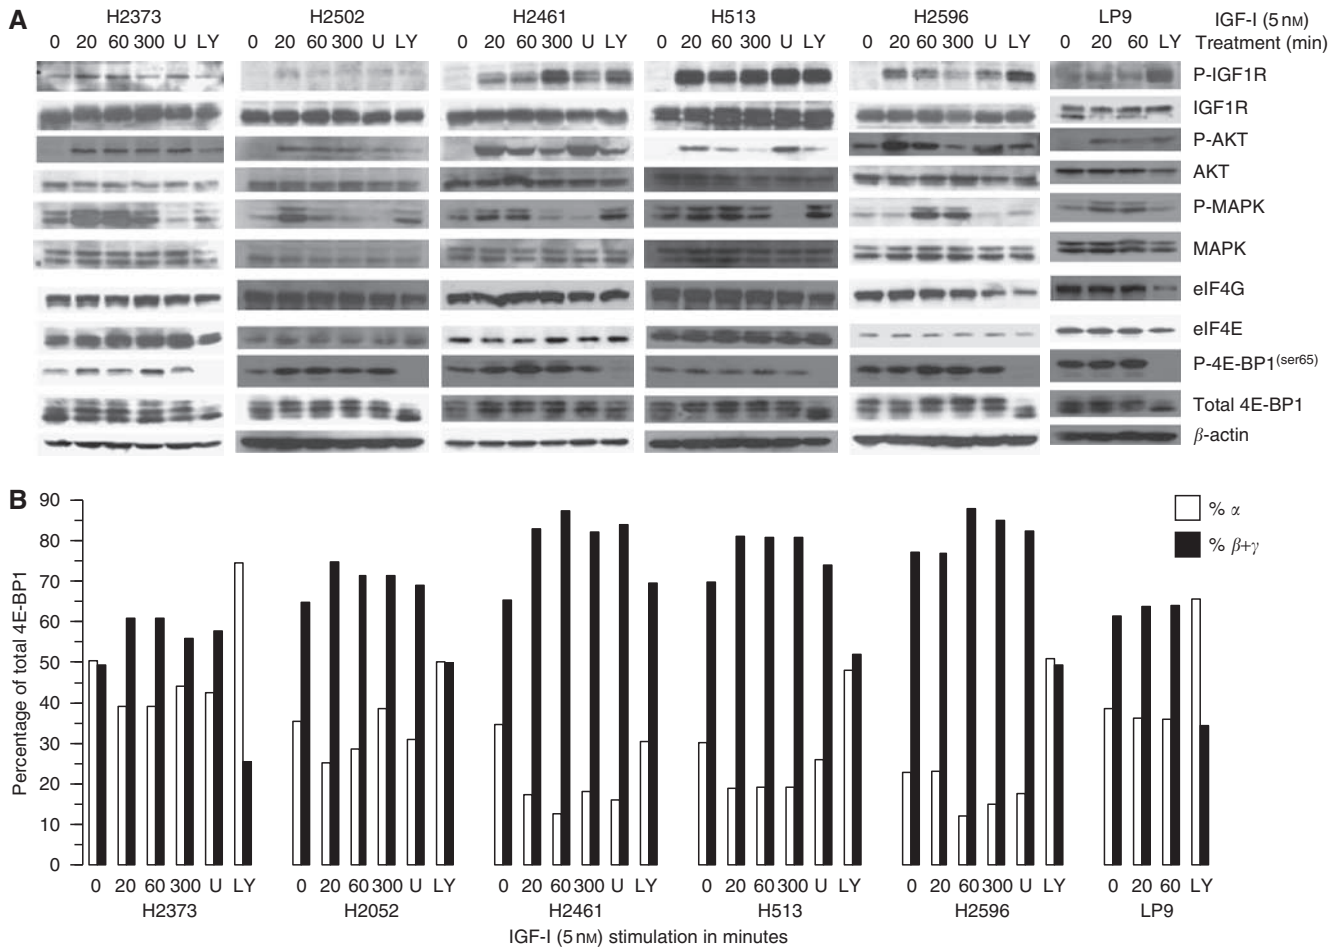 A
H2373 H2502 H2461 H513 H2596 LP9 IGF-I (5 nM)
0 20 60 300 U LY 0 20 60 300 U LY 0 20 60 300 U LY 0 20 60 300 U LY 0 20 60 300 U LY 0 20 60 LY Treatment (min)
P-IGF1R
IGF1R
P-AKT
AKT
P-MAPK
MAPK
eIF4G
eIF4E
P-4E-BP1(ser65)
Total 4E-BP1
β-actin
B
Percentage of total 4E-BP1
90
80
70
60
50
40
30
20
10
0
% α
% β+γ
0 20 60 300 U LY 0 20 60 300 U LY 0 20 60 300 U LY 0 20 60 300 U LY 0 20 60 300 U LY 0 20 60 LY
H2373 H2052 H2461 H513 H2596 LP9
IGF-I (5 nM) stimulation in minutes